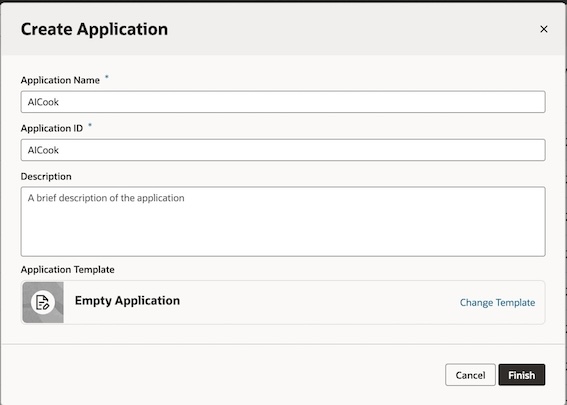 Create Application
Application Name *
AICook
Application ID *
AICook
Description
A brief description of the application
Application Template
Empty Application
Change Template
Cancel
Finish